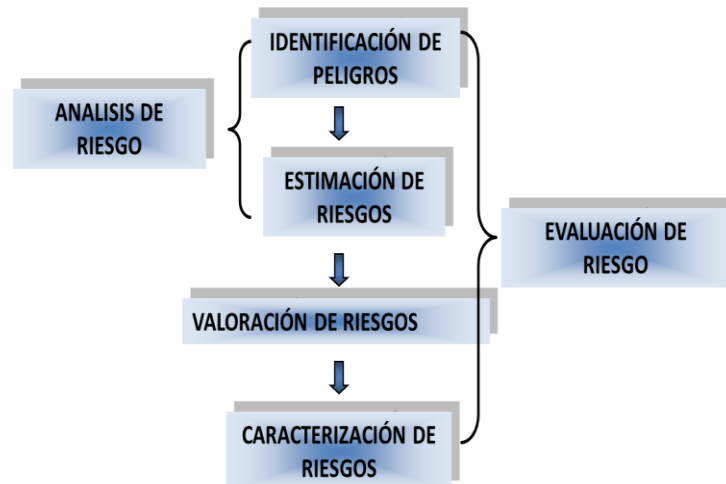 IDENTIFICACIÓN DE
PELIGROS
ANALISIS DE
RIESGO
ESTIMACIÓN DE
RIESGOS
EVALUACIÓN DE
RIESGO
VALORACIÓN DE RIESGOS
CARACTERIZACIÓN DE
RIESGOS